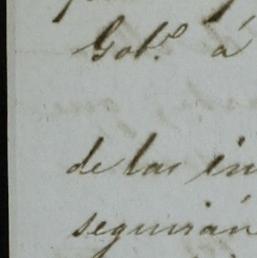 Gob.º á
de las in
seguirán